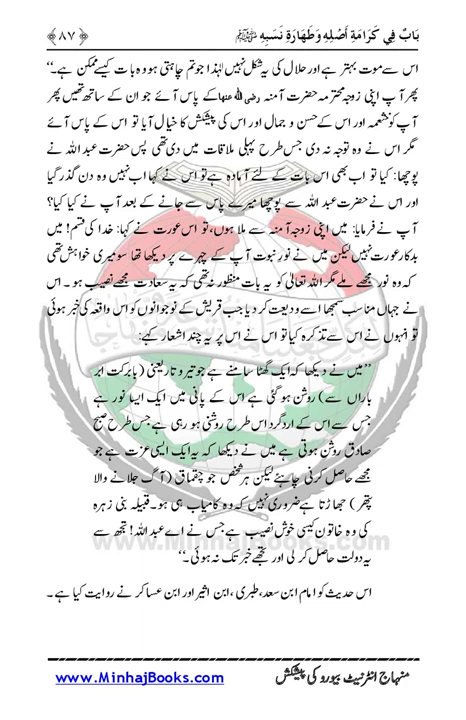 بَابٌ فِي كَرَامَةِ أَصْلِهِ وَطَهَارَةِ نَسَبِهِ ﷺ ﴿ ٨٧ ﴾
اس سے موت بہتر ہے اور حلال کی یہ شکل نہیں لہٰذا جو تم چاہتی ہو وہ بات کیسے ممکن ہے۔‘‘
پھر آپ اپنی زوجہ محترمہ حضرت آمنہ رضی اللہ عنہا کے پاس آئے جو ان کے ساتھ تھیں پھر
آپ کو خثعمہ اور اس کے حسن و جمال اور اس کی پیشکش کا خیال آیا تو اس کے پاس آئے
مگر اس نے وہ توجہ نہ دی جس طرح پہلی ملاقات میں دی تھی پس حضرت عبد اللہ نے
پوچھا: کیا تو اب بھی اس بات کے لئے آمادہ ہے تو اس نے کہا اب نہیں وہ دن گذر گیا
اور اس نے حضرت عبد اللہ سے پوچھا میرے پاس سے جانے کے بعد آپ نے کیا کیا؟
آپ نے فرمایا: میں اپنی زوجہ آمنہ سے ملا ہوں، تو اس عورت نے کہا: خدا کی قسم! میں
بدکار عورت نہیں لیکن میں نے نورِ نبوت آپ کے چہرے پر دیکھا تھا سو میری خواہش تھی
کہ وہ نور مجھے ملے مگر اللہ تعالیٰ کو یہ بات منظور نہ تھی کہ یہ سعادت مجھے نصیب ہو۔ اس
نے جہاں مناسب سمجھا اسے ودیعت کر دیا جب قریش کے نوجوانوں کو اس واقعہ کی خبر ہوئی
تو انہوں نے اس سے تذکرہ کیا تو اس نے اس پر یہ چند اشعار کہے:
’’میں نے دیکھا کہ ایک گھٹا سامنے ہے جو تیرہ و تار یعنی (بابرکت ابر
باراں سے) روشن ہو گئی ہے اس کے پانی میں ایک ایسا نور ہے
جس سے اس کے اردگرد اس طرح روشنی ہو رہی ہے جس طرح صبح
صادق روشن ہوتی ہے میں نے دیکھا کہ یہ ایک ایسی عزت ہے جو
مجھے حاصل کرنی چاہئے لیکن ہر شخص جو چقماق (آگ جلانے والا
پتھر) جھاڑتا ہے ضروری نہیں کہ وہ کامیاب ہی ہو۔ قبیلہ بنی زہرہ
کی وہ خاتون کیسی خوش نصیب ہے جس نے اے عبد اللہ! تجھ سے
یہ دولت حاصل کر لی اور تجھے خبر تک نہ ہوئی۔‘‘
اس حدیث کو امام ابن سعد، طبری، ابن اثیر اور ابن عساکر نے روایت کیا ہے۔
www.MinhajBooks.com
منہاج انٹرنیٹ بیورو کی پیشکش www.MinhajBooks.com